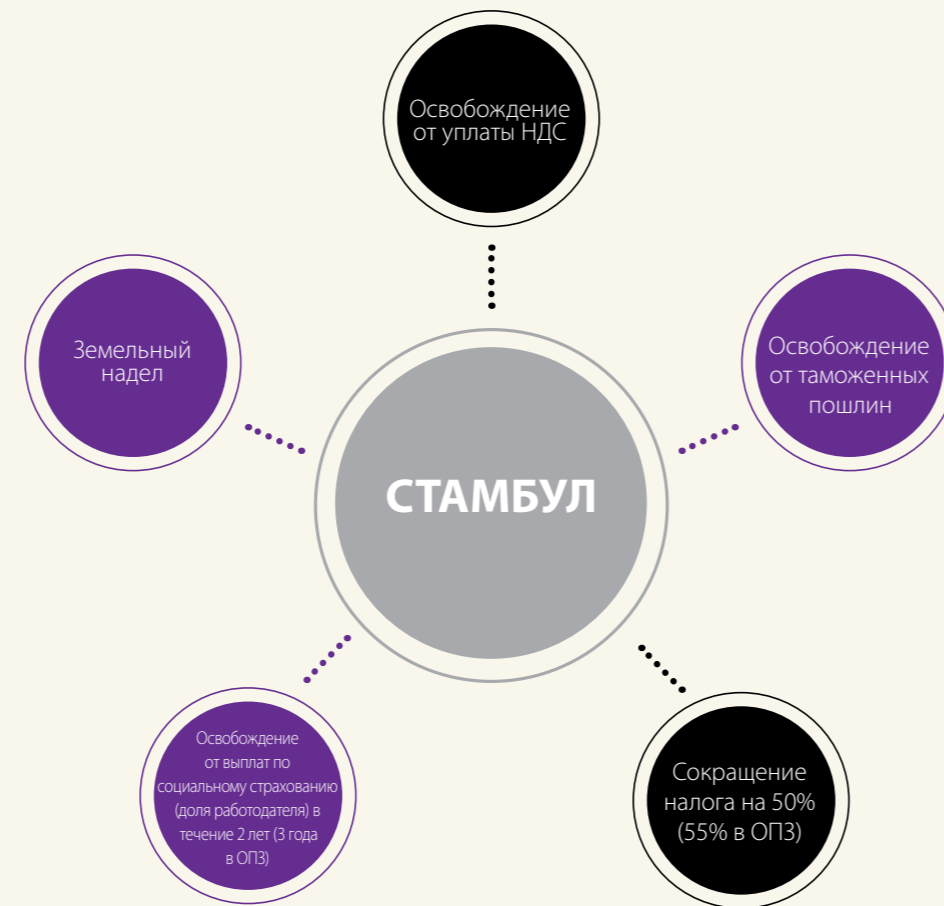 Освобождение
от уплаты НДС
Земельный
надел
Освобождение
от таможенных
пошлин
СТАМБУЛ
Освобождение
от выплат по
социальному страхованию
(доля работодателя) в
течение 2 лет (3 года
в ОПЗ)
Сокращение
налога на 50%
(55% в ОПЗ)